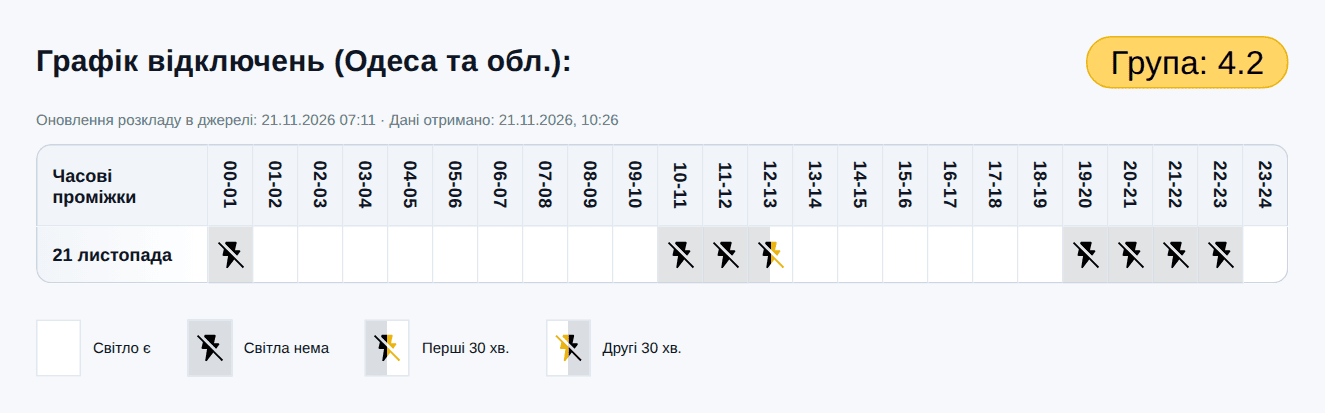 Графік відключень (Одеса та обл.):
Група: 4.2
Оновлення розкладу в джерелі: 21.11.2026 07:11 · Дані отримано: 21.11.2026, 10:26
Часові
проміжки
00-01
01-02
02-03
03-04
04-05
05-06
06-07
07-08
08-09
09-10
10-11
11-12
12-13
13-14
14-15
15-16
16-17
17-18
18-19
19-20
20-21
21-22
22-23
23-24
21 листопада
Світло є
Світла нема
Перші 30 хв.
Другі 30 хв.